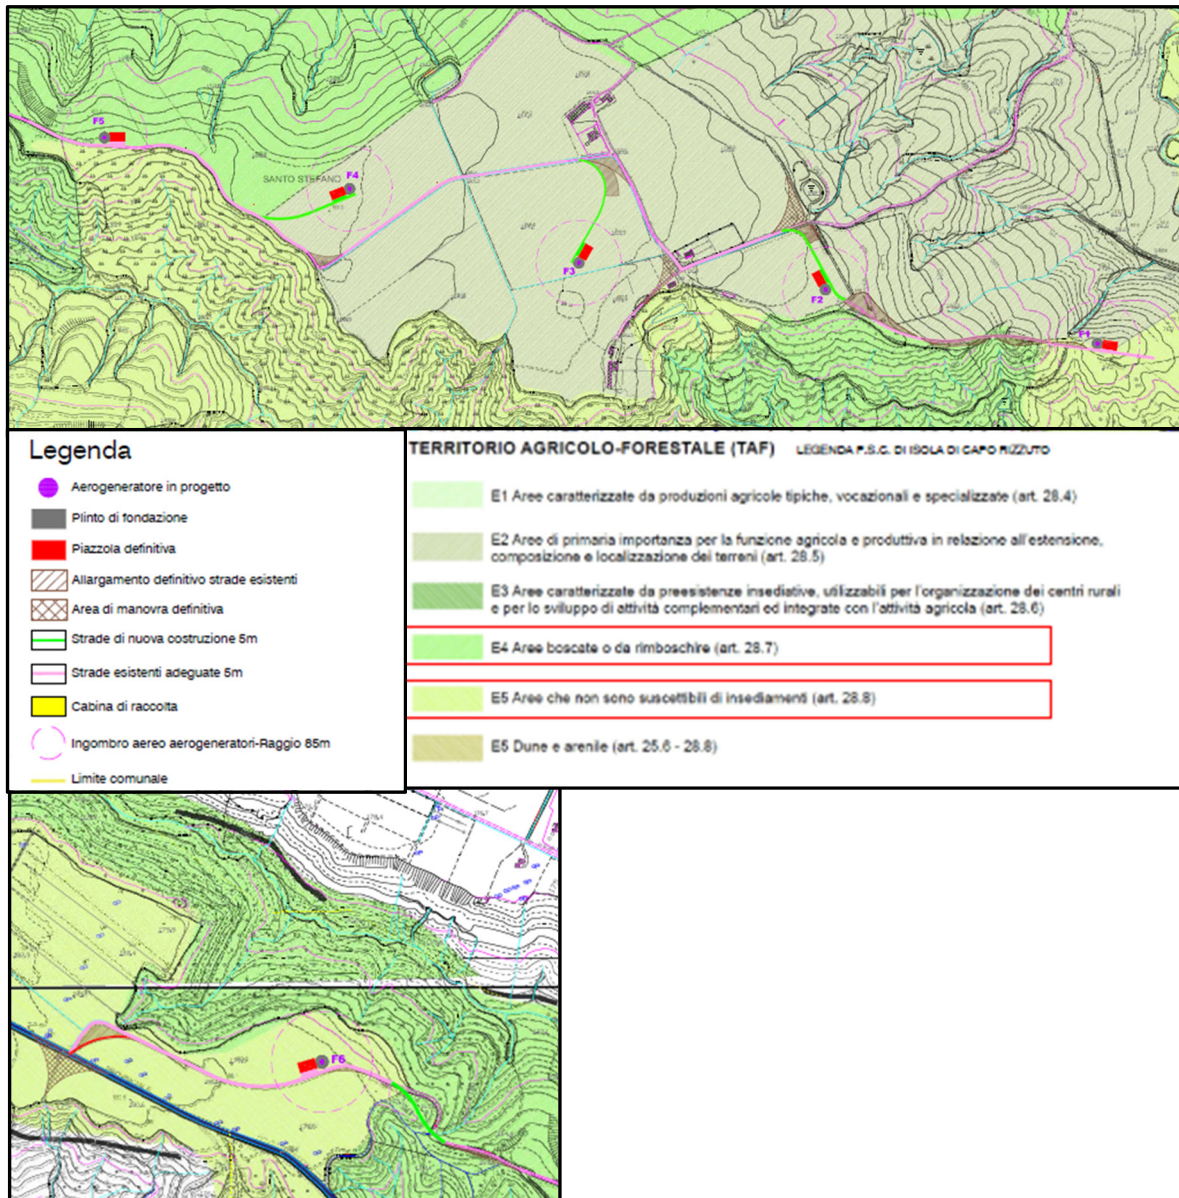 F5
SANTO STEFANO
F4
F3
F2
F1
Legenda
Aerogeneratore in progetto
Plinto di fondazione
Piazzola definitiva
Allargamento definitivo strade esistenti
Area di manovra definitiva
Strade di nuova costruzione 5m
Strade esistenti adeguate 5m
Cabina di raccolta
Ingombro aereo aerogeneratori-Raggio 85m
Limite comunale
TERRITORIO AGRICOLO-FORESTALE (TAF) LEGENDA P.S.C. DI ISOLA DI CAPO RIZZUTO
E1 Aree caratterizzate da produzioni agricole tipiche, vocazionali e specializzate (art. 28.4)
E2 Aree di primaria importanza per la funzione agricola e produttiva in relazione all'estensione,
composizione e localizzazione dei terreni (art. 28.5)
E3 Aree caratterizzate da preesistenze insediative, utilizzabili per l'organizzazione dei centri rurali
e per lo sviluppo di attività complementari ed integrate con l'attività agricola (art. 28.6)
E4 Aree boscate o da rimboschire (art. 28.7)
E5 Aree che non sono suscettibili di insediamenti (art. 28.8)
E5 Dune e arenile (art. 25.6 - 28.8)
F6